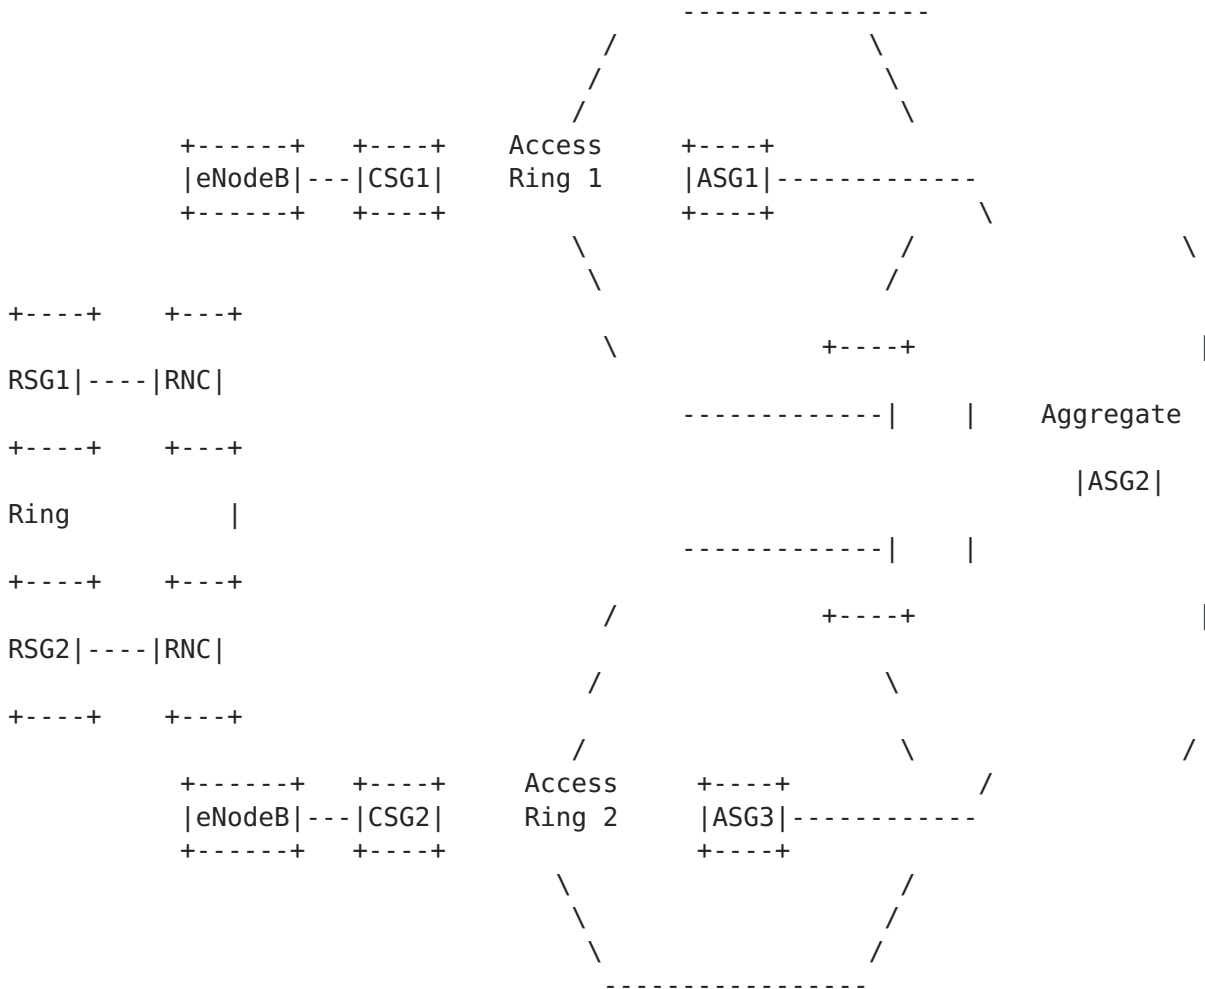 ----------------
/ \
/ \
/ \
+------+ +----+ Access +----+
|eNodeB|---|CSG1| Ring 1 |ASG1|-------------
+------+ +----+ +----+ \
\ / \
\ /
+----+ +---+
\ +----+ |
RSG1|----|RNC|
-------------| | Aggregate
+----+ +---+
|ASG2|
Ring |
-------------| |
+----+ +---+
/ +----+ |
RSG2|----|RNC|
/ \
+----+ +---+
/ \ /
+------+ +----+ Access +----+ /
|eNodeB|---|CSG2| Ring 2 |ASG3|------------
+------+ +----+ +----+
\ /
\ /
\ /
-----------------